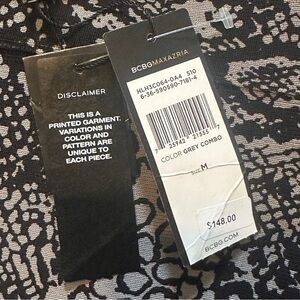 DISCLAIMER
THIS IS A
PRINTED GARMENT.
VARIATIONS IN
COLOR AND
PATTERN ARE
UNIQUE TO
EACH PIECE.
BCBGMAXAZRIA
COLOR GREY COMBO
SIZE M
$148.00
BCBG.COM